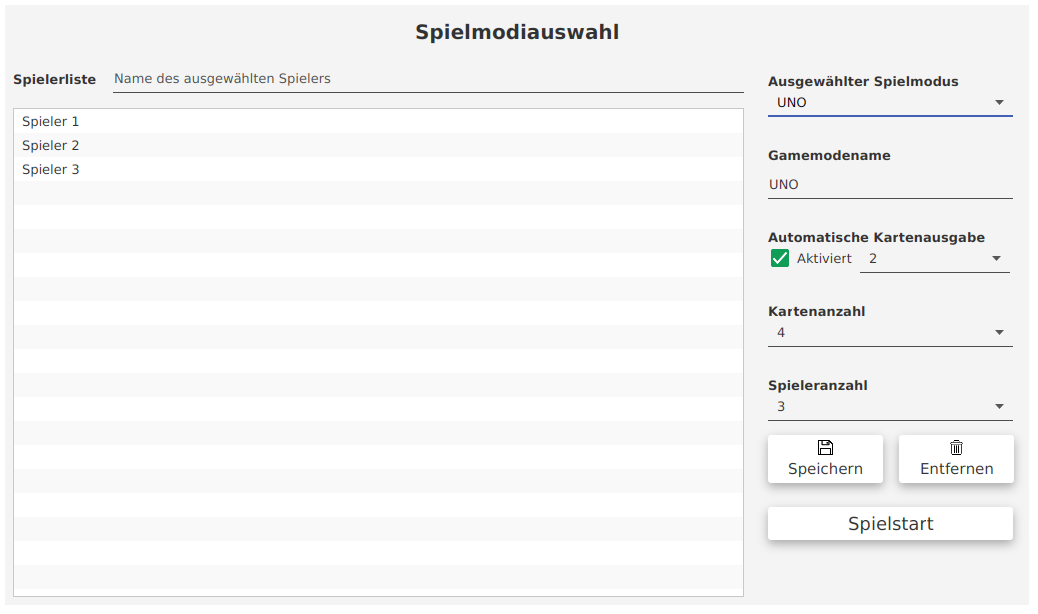 Spielmodiauswahl
Spielerliste Name des ausgewählten Spielers
Spieler 1
Spieler 2
Spieler 3
Ausgewählter Spielmodus
UNO
Gamemodename
UNO
Automatische Kartenausgabe
Aktiviert 2
Kartenanzahl
4
Spieleranzahl
3
Speichern Entfernen
Spielstart